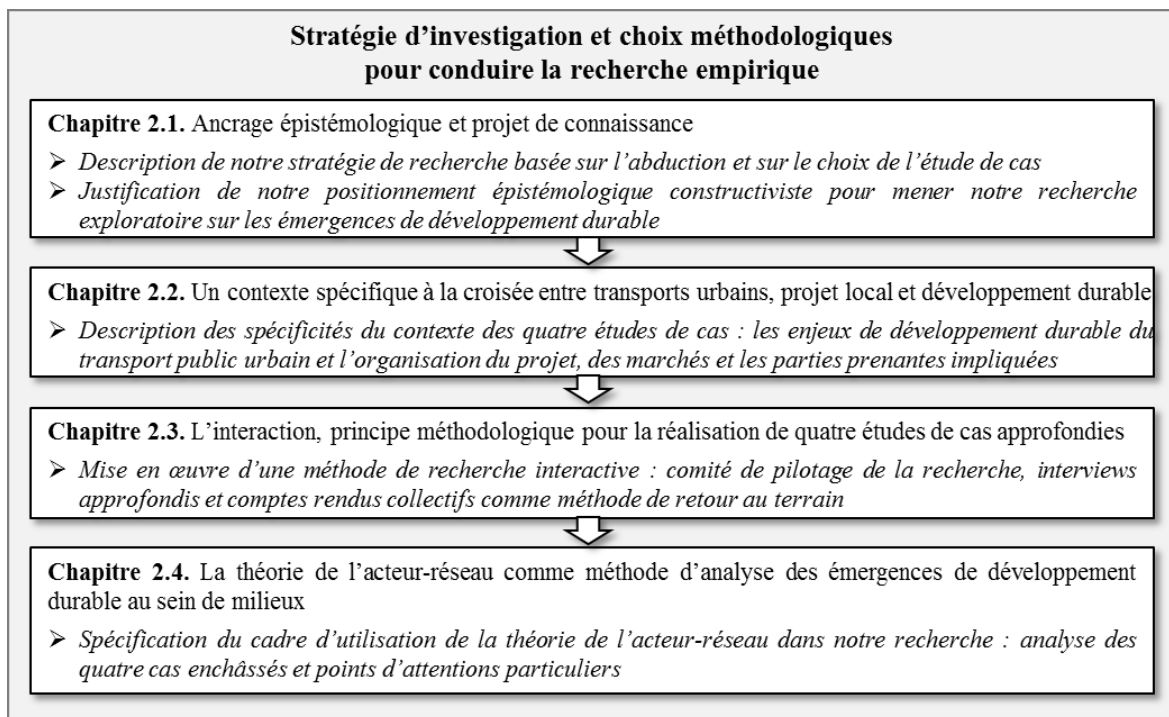 Stratégie d’investigation et choix méthodologiques
pour conduire la recherche empirique
Chapitre 2.1. Ancrage épistémologique et projet de connaissance
➢ Description de notre stratégie de recherche basée sur l’abduction et sur le choix de l’étude de cas
➢ Justification de notre positionnement épistémologique constructiviste pour mener notre recherche
exploratoire sur les émergences de développement durable
Chapitre 2.2. Un contexte spécifique à la croisée entre transports urbains, projet local et développement durable
➢ Description des spécificités du contexte des quatre études de cas : les enjeux de développement durable du
transport public urbain et l’organisation du projet, des marchés et les parties prenantes impliquées
Chapitre 2.3. L’interaction, principe méthodologique pour la réalisation de quatre études de cas approfondies
➢ Mise en œuvre d’une méthode de recherche interactive : comité de pilotage de la recherche, interviews
approfondis et comptes rendus collectifs comme méthode de retour au terrain
Chapitre 2.4. La théorie de l’acteur-réseau comme méthode d’analyse des émergences de développement
durable au sein de milieux
➢ Spécification du cadre d’utilisation de la théorie de l’acteur-réseau dans notre recherche : analyse des
quatre cas enchâssés et points d’attentions particuliers